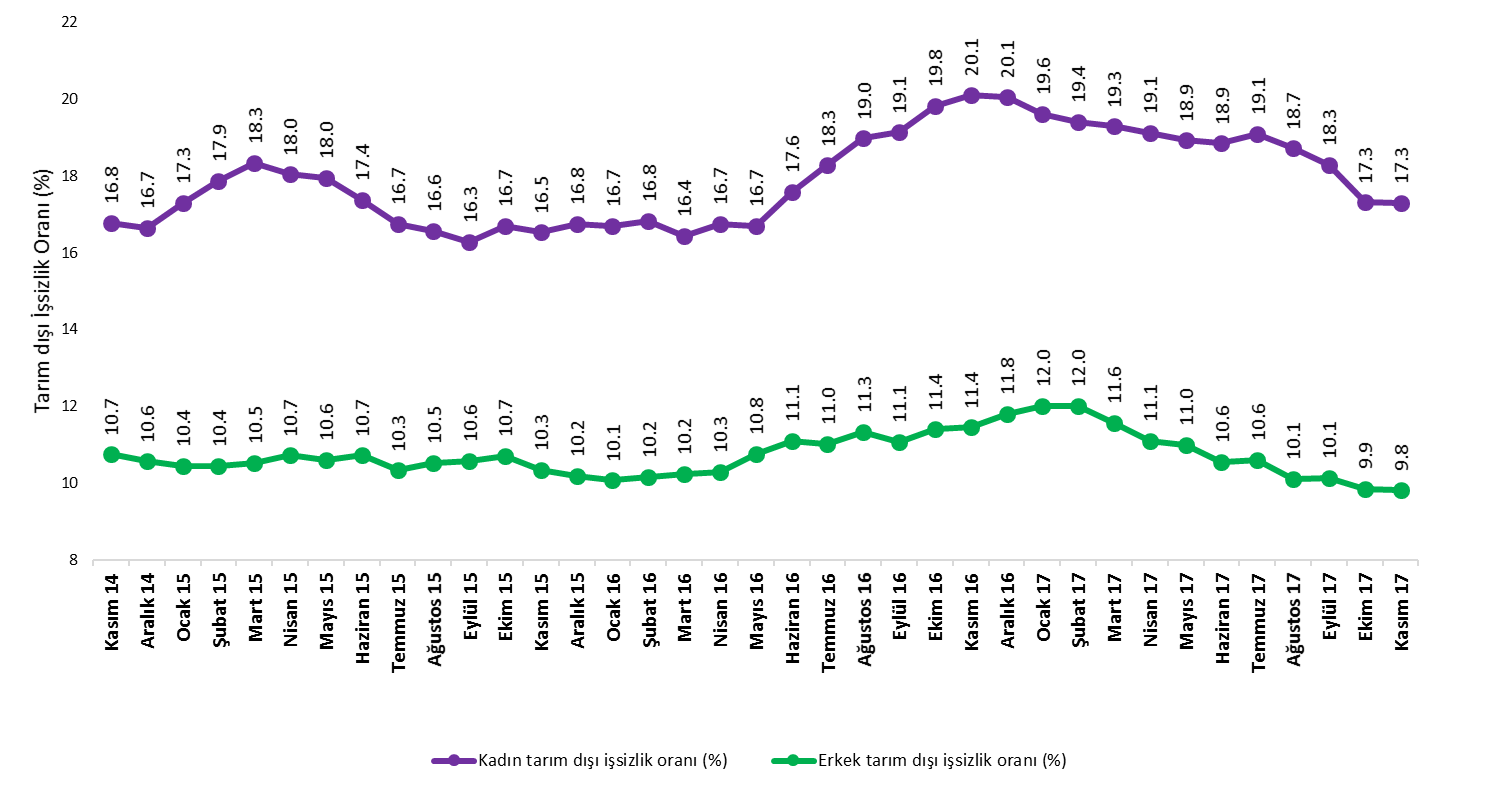 Tarım dışı İşsizlik Oranı (%)
22
20
18
16
14
12
10
8
16.8 16.7 17.3 17.9 18.3 18.0 18.0 17.4 16.7 16.6 16.3 16.7 16.5 16.8 16.7 16.8 16.4 16.7 16.7 17.6 18.3 19.0 19.1 19.8 20.1 20.1 19.6 19.4 19.3 19.1 18.9 18.9 19.1 18.7 18.3 17.3 17.3
10.7 10.6 10.4 10.4 10.5 10.7 10.6 10.7 10.3 10.5 10.6 10.7 10.3 10.2 10.1 10.2 10.2 10.3 10.8 11.1 11.0 11.3 11.1 11.4 11.4 11.8 12.0 12.0 11.6 11.1 11.0 10.6 10.6 10.1 10.1 9.9 9.8
Kasım 14
Aralık 14
Ocak 15
Şubat 15
Mart 15
Nisan 15
Mayıs 15
Haziran 15
Temmuz 15
Ağustos 15
Eylül 15
Ekim 15
Kasım 15
Aralık 15
Ocak 16
Şubat 16
Mart 16
Nisan 16
Mayıs 16
Haziran 16
Temmuz 16
Ağustos 16
Eylül 16
Ekim 16
Kasım 16
Aralık 16
Ocak 17
Şubat 17
Mart 17
Nisan 17
Mayıs 17
Haziran 17
Temmuz 17
Ağustos 17
Eylül 17
Ekim 17
Kasım 17
Kadın tarım dışı işsizlik oranı (%)
Erkek tarım dışı işsizlik oranı (%)